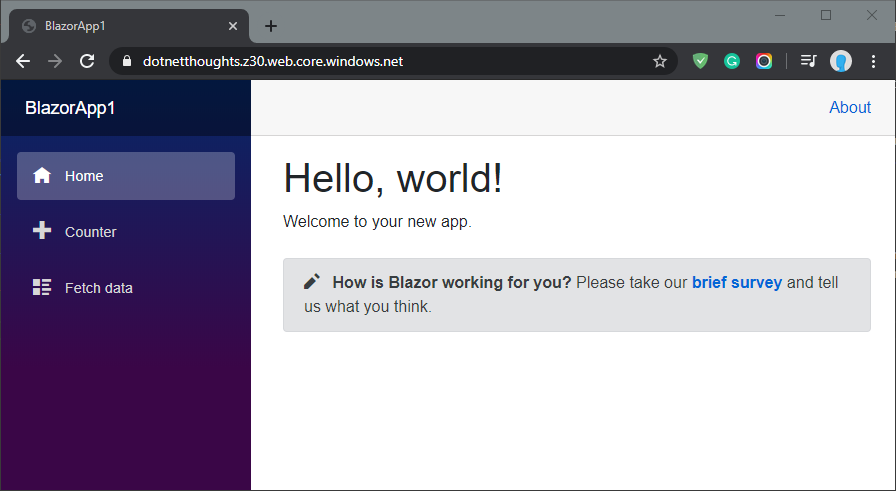 BlazorApp1
dotnetthoughts.z30.web.core.windows.net
BlazorApp1
About
Home
Counter
Fetch data
Hello, world!
Welcome to your new app.
How is Blazor working for you? Please take our brief survey and tell
us what you think.